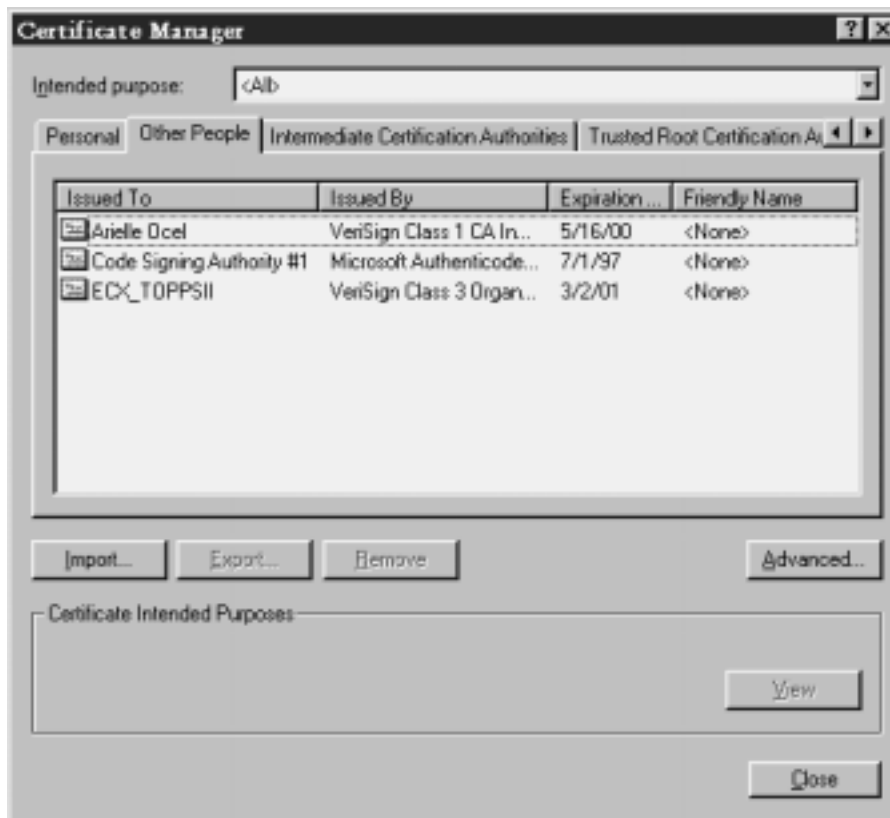 Certificate Manager
Intended purpose: <All>
Personal Other People Intermediate Certification Authorities Trusted Root Certification Au
Issued To Issued By Expiration ... Friendly Name
Arielle Ocel VeriSign Class 1 CA In... 5/16/00 <None>
Code Signing Authority #1 Microsoft Authenticode... 7/1/97 <None>
ECX_TOPPSII VeriSign Class 3 Organ... 3/2/01 <None>
Import... Export... Remove Advanced...
Certificate Intended Purposes
View
Close